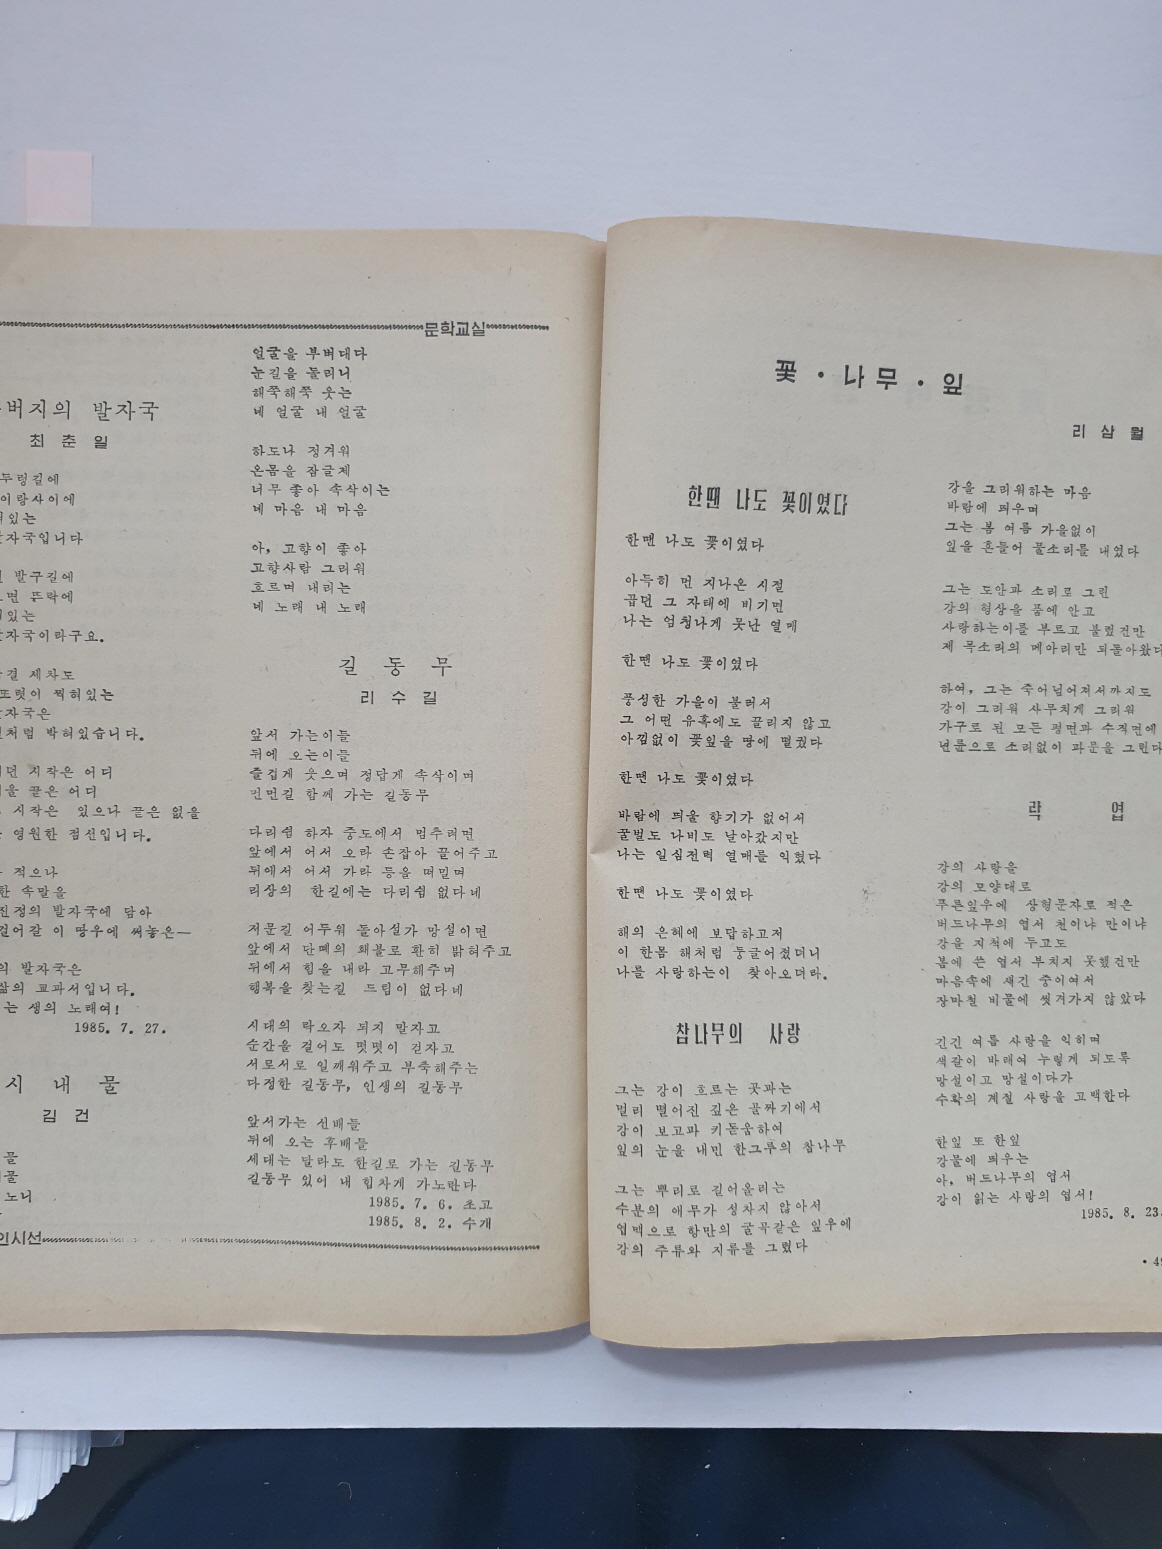 문학교실
버지의 발자국
최 춘 일
두렁길에
이랑사이에
있는
자국입니다
발구길에
면 뜨락에
있는
자국이라구요.
결 세차도
또렷이 찍혀있는
자국은
처럼 박혀있습니다.
던 시작은 어디
을 끝은 어디
시작은 있으나 끝은 없을
영원한 점선입니다.
적으나
한 속말을
진정의 발자국에 담아
걸어갈 이 땅우에 써놓은—
의 발자국은
삶의 교과서입니다.
는 생의 노래여!
1985. 7. 27.
시 내 물
김 건
물
물
노니
얼굴을 부벼대다
눈길을 돌리니
해쭉해쭉 웃는
네 얼굴 내 얼굴
하도나 정겨워
온몸을 잠글제
너무 좋아 속삭이는
네 마음 내 마음
아, 고향이 좋아
고향사람 그리워
흐르며 내리는
네 노래 내 노래
길 동 무
리 수 길
앞서 가는이들
뒤에 오는이들
즐겁게 웃으며 정답게 속삭이며
먼먼길 함께 가는 길동무
다리쉼 하자 중도에서 멈추려면
앞에서 어서 오라 손잡아 끌어주고
뒤에서 어서 가라 등을 떠밀며
리상의 한길에는 다리쉼 없다네
저문길 어두워 돌아설가 망설이면
앞에서 단폐의 홰불로 환히 밝혀주고
뒤에서 힘을 내라 고무해주며
행복을 찾는길 드팀이 없다네
시대의 락오자 되지 말자고
순간을 걸어도 떳떳이 걷자고
서로서로 일깨워주고 부축해주는
다정한 길동무, 인생의 길동무
앞서가는 선배들
뒤에 오는 후배들
세대는 달라도 한길로 가는 길동무
길동무 있어 내 힘차게 가노란다
1985. 7. 6. 초고
1985. 8. 2. 수개
인시선
꽃·나무·잎
리 삼 월
한땐 나도 꽃이였다
한땐 나도 꽃이였다
아득히 먼 지나온 시절
곱던 그 자태에 비기면
나는 엄청나게 못난 열매
한땐 나도 꽃이였다
풍성한 가을이 불러서
그 어떤 유혹에도 끌리지 않고
아낌없이 꽃잎을 땅에 떨궜다
한땐 나도 꽃이였다
바람에 띄울 향기가 없어서
꿀벌도 나비도 날아갔지만
나는 일심전력 열매를 익혔다
한땐 나도 꽃이였다
해의 은혜에 보답하고저
이 한몸 해처럼 둥글어졌더니
나를 사랑하는이 찾아오더라.
참나무의 사랑
그는 강이 흐르는 곳과는
멀리 떨어진 깊은 골짜기에서
강이 보고파 키돋움하여
잎의 눈을 내민 한그루의 참나무
그는 뿌리로 길어올리는
수분의 애무가 성차지 않아서
엽맥으로 항만의 굴곡같은 잎우에
강의 주류와 지류를 그렸다
강을 그리워하는 마음
바람에 띄우며
그는 봄 여름 가을없이
잎을 흔들어 물소리를 내였다
그는 도안과 소리로 그린
강의 형상을 품에 안고
사랑하는이를 부르고 불렀건만
제 목소리의 메아리만 되돌아왔다
하여, 그는 죽어넘어져서까지도
강이 그리워 사무치게 그리워
가구로 된 모든 평면과 수직면에
년륜으로 소리없이 파문을 그린다
락 엽
강의 사랑을
강의 모양대로
푸른잎우에 상형문자로 적은
버드나무의 엽서 천이냐 만이냐
강을 지척에 두고도
봄에 쓴 엽서 부치지 못했건만
마음속에 새긴 중이여서
장마철 비물에 씻겨가지 않았다
긴긴 여름 사랑을 익히며
색갈이 바래여 누렇게 되도록
망설이고 망설이다가
수확의 계절 사랑을 고백한다
한잎 또 한잎
강물에 띄우는
아, 버드나무의 엽서
강이 읽는 사랑의 엽서!
1985. 8. 23.